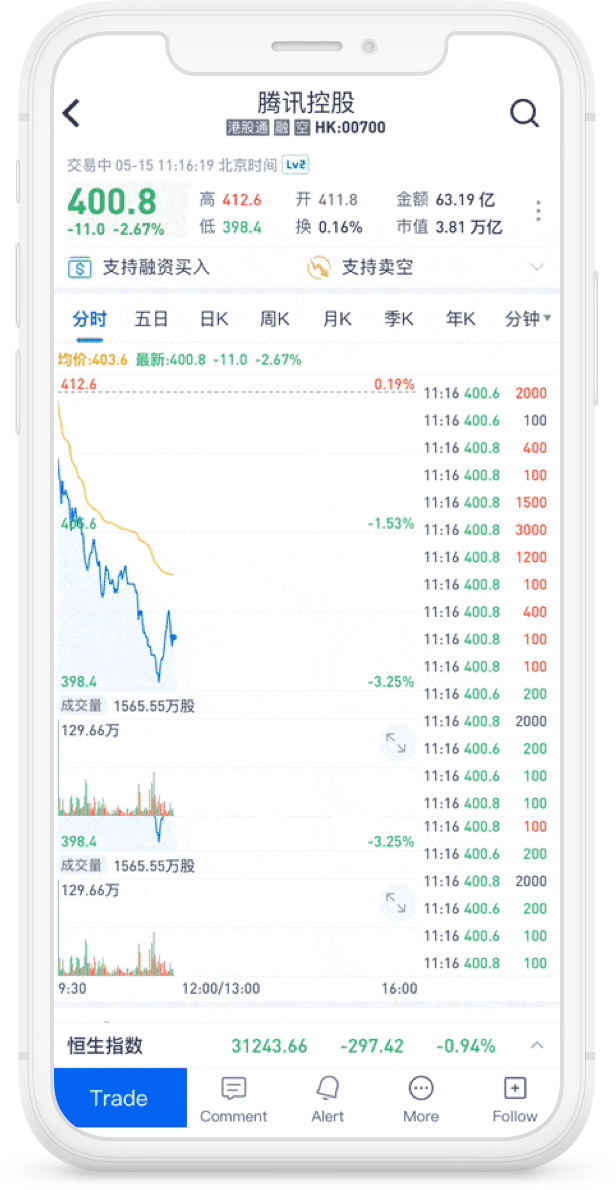 腾讯控股
港股通 融 空 HK:00700
交易中 05-15 11:16:19 北京时间 Lv2
400.8 高 412.6 开 411.8 金额 63.19 亿
-11.0 -2.67% 低 398.4 换 0.16% 市值 3.81 万亿
支持融资买入 支持卖空
分时 五日 日K 周K 月K 季K 年K 分钟
均价:403.6 最新:400.8 -11.0 -2.67%
412.6 0.19%
405.6 -1.53%
398.4 -3.25%
成交量 1565.55万股
129.66万
398.4 -3.25%
成交量 1565.55万股
129.66万
9:30 12:00/13:00 16:00
11:16 400.6 2000
11:16 400.6 100
11:16 400.8 400
11:16 400.8 100
11:16 400.8 1500
11:16 400.8 3000
11:16 400.8 1200
11:16 400.8 100
11:16 400.8 400
11:16 400.8 100
11:16 400.8 100
11:16 400.6 200
11:16 400.8 2000
11:16 400.6 200
11:16 400.6 100
11:16 400.8 100
11:16 400.8 100
11:16 400.6 200
11:16 400.8 2000
11:16 400.6 200
11:16 400.6 100
11:16 400.8 100
恒生指数 31243.66 -297.42 -0.94%
Trade Comment Alert More Follow